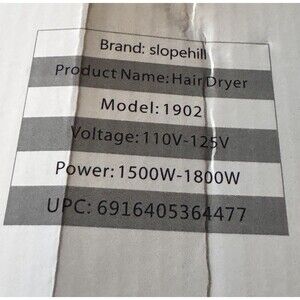 Brand: slopehill
Product Name: Hair Dryer
Model: 1902
Voltage: 110V-125V
Power: 1500W-1800W
UPC: 6916405364477